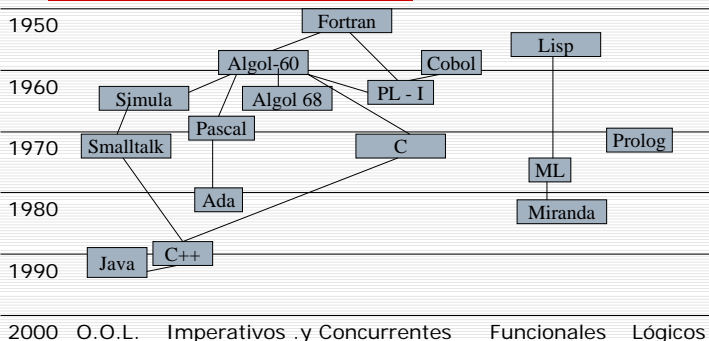 Fortran
1950
Lisp
Algol-60
Cobol
1960
Simula
Algol 68
PL - I
Pascal
1970
Smalltalk
C
Prolog
ML
Ada
1980
Miranda
C++
Java
1990
2000 O.O.L. Imperativos .y Concurrentes Funcionales Lógicos